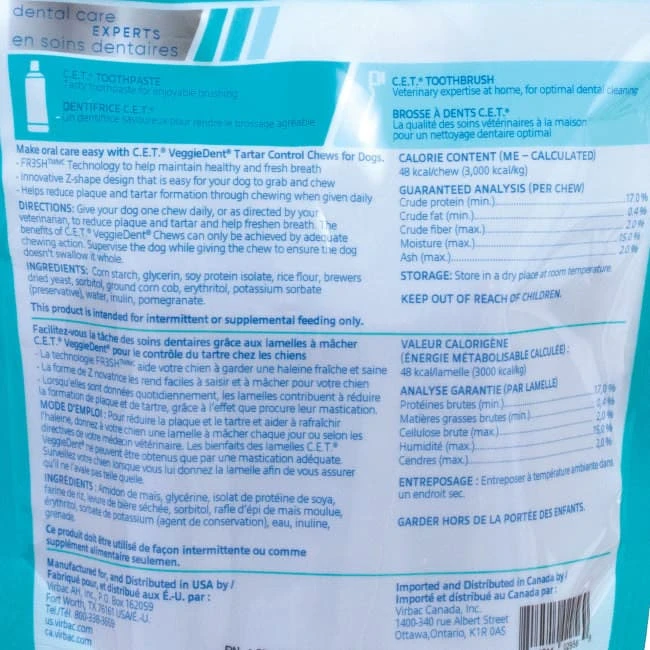 dental care
EXPERTS
en soins dentaires
C.E.T.® TOOTHPASTE
Tasty toothpaste for enjoyable brushing
DENTIFRICE C.E.T.®
Un dentifrice savoureux pour rendre le brossage agréable
C.E.T.® TOOTHBRUSH
Veterinary expertise at home, for optimal dental cleaning
BROSSE À DENTS C.E.T.®
La qualité des soins vétérinaires à la maison
pour un nettoyage dentaire optimal
Make oral care easy with C.E.T.® VeggieDent® Tartar Control Chews for Dogs.
- FR3SH™/MC Technology to help maintain healthy and fresh breath
- Innovative Z-shape design that is easy for your dog to grab and chew
- Helps reduce plaque and tartar formation through chewing when given daily
DIRECTIONS: Give your dog one chew daily, or as directed by your
veterinarian, to reduce plaque and tartar and help freshen breath. The
benefits of C.E.T.® VeggieDent® Chews can only be achieved by adequate
chewing action. Supervise the dog while giving the chew to ensure the dog
doesn't swallow it whole.
INGREDIENTS: Corn starch, glycerin, soy protein isolate, rice flour, brewers
dried yeast, sorbitol, ground corn cob, erythritol, potassium sorbate
(preservative), water, inulin, pomegranate.
This product is intended for intermittent or supplemental feeding only.
CALORIE CONTENT (ME – CALCULATED)
48 kcal/chew (3,000 kcal/kg)
GUARANTEED ANALYSIS (PER CHEW)
Crude protein (min.) 17.0 %
Crude fat (min.) 0.4 %
Crude fiber (max.) 2.0 %
Moisture (max.) 15.0 %
Ash (max.) 2.0 %
STORAGE: Store in a dry place at room temperature.
KEEP OUT OF REACH OF CHILDREN.
Facilitez-vous la tâche des soins dentaires grâce aux lamelles à mâcher
C.E.T.® VeggieDent® pour le contrôle du tartre chez les chiens
- La technologie FR3SH™/MC aide votre chien à garder une haleine fraîche et saine
- La forme de Z novatrice les rend faciles à saisir et à mâcher pour votre chien
- Lorsqu'elles sont données quotidiennement, les lamelles contribuent à réduire
la formation de plaque et de tartre, grâce à l'effet que procure leur mastication.
MODE D'EMPLOI : Pour réduire la plaque et le tartre et aider à rafraîchir
l'haleine, donnez à votre chien une lamelle à mâcher chaque jour ou selon les
directives de votre médecin vétérinaire. Les bienfaits des lamelles C.E.T.®
VeggieDent® ne peuvent être obtenus que par une mastication adéquate.
Surveillez votre chien lorsque vous lui donnez la lamelle afin de vous assurer
qu'il ne l'avale pas telle quelle.
INGRÉDIENTS : Amidon de maïs, glycérine, isolat de protéine de soya,
farine de riz, levure de bière séchée, sorbitol, rafle d'épi de maïs moulue,
érythritol, sorbate de potassium (agent de conservation), eau, inuline,
grenade.
Ce produit doit être utilisé de façon intermittente ou comme
supplément alimentaire seulement.
VALEUR CALORIGÈNE
(ÉNERGIE MÉTABOLISABLE CALCULÉE) :
48 kcal/lamelle (3000 kcal/kg)
ANALYSE GARANTIE (PAR LAMELLE)
Protéines brutes (min.) 17,0 %
Matières grasses brutes (min.) 0,4 %
Cellulose brute (max.) 2,0 %
Humidité (max.) 15,0 %
Cendres (max.) 2,0 %
ENTREPOSAGE : Entreposer à température ambiante dans
un endroit sec.
GARDER HORS DE LA PORTÉE DES ENFANTS.
Manufactured for, and Distributed in USA by /
Fabriqué pour, et distribué aux É.-U. par :
Virbac AH, Inc., P.O. Box 162059
Fort Worth, TX 76161/USA/É.-U.
Tel./Tél. 800-338-3659
us.virbac.com
ca.virbac.com
Imported and Distributed in Canada by /
Importé et distribué au Canada par :
Virbac Canada, Inc.
1400-340 rue Albert Street
Ottawa, Ontario, K1R 0A5